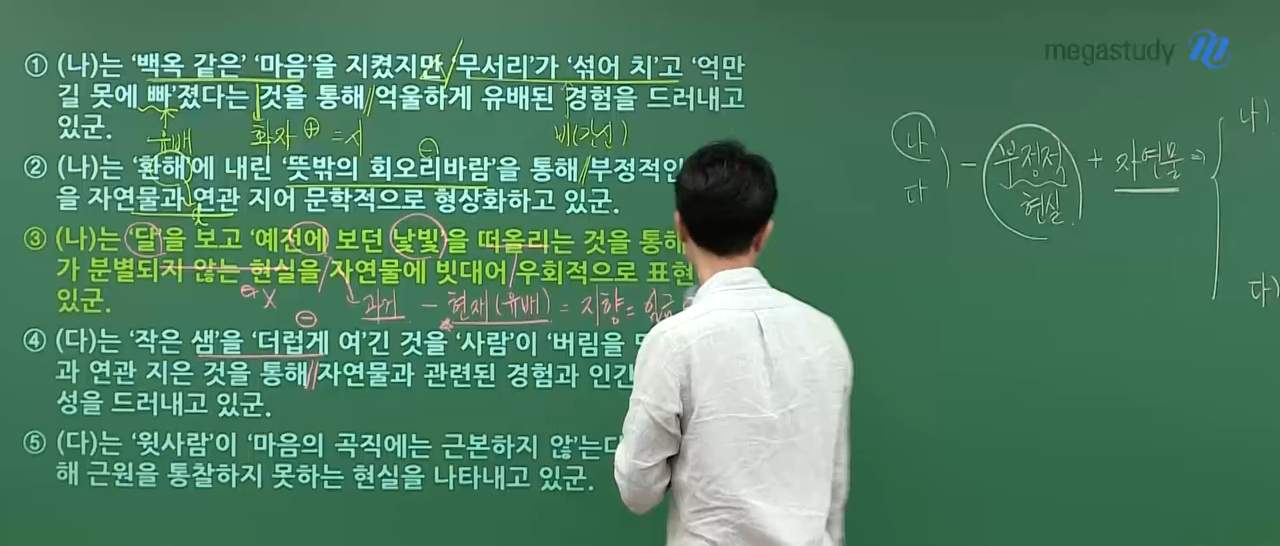 megastudy
① (나)는 ‘백옥 같은’ ‘마음’을 지켰지만 ‘무서리’가 ‘섞어 치’고 ‘억만
길 못에 빠’졌다는 것을 통해 억울하게 유배된 경험을 드러내고
있군.
유배 화자 ⊕ = 시 비(간신)
② (나)는 ‘환해’에 내린 ‘뜻밖의 회오리바람’을 통해 부정적인
을 자연물과 연관 지어 문학적으로 형상화하고 있군.
③ (나)는 ‘달’을 보고 ‘예전에 보던 낯빛’을 떠올리는 것을 통해
가 분별되지 않는 현실을 자연물에 빗대어 우회적으로 표현
있군.
과거 - 현재(유배) = 지향 = 임금
④ (다)는 ‘작은 샘’을 ‘더럽게 여’긴 것을 ‘사람’이 ‘버림을
과 연관 지은 것을 통해 자연물과 관련된 경험과 인간
성을 드러내고 있군.
⑤ (다)는 ‘윗사람’이 ‘마음의 곡직에는 근본하지 않’는다
해 근원을 통찰하지 못하는 현실을 나타내고 있군.
나
다
) - 부정적 현실 + 자연물 ⇒ {
나)
다)